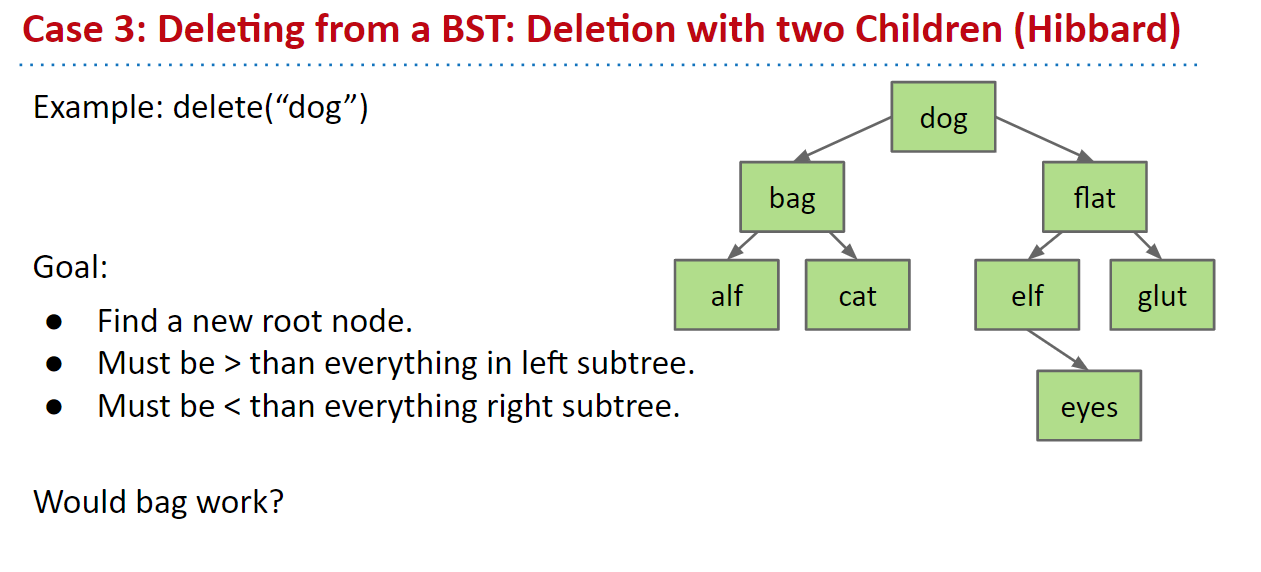 Case 3: Deleting from a BST: Deletion with two Children (Hibbard)
Example: delete(“dog”)
dog
bag
flat
alf
cat
elf
glut
eyes
Goal:
● Find a new root node.
● Must be > than everything in left subtree.
● Must be < than everything right subtree.
Would bag work?